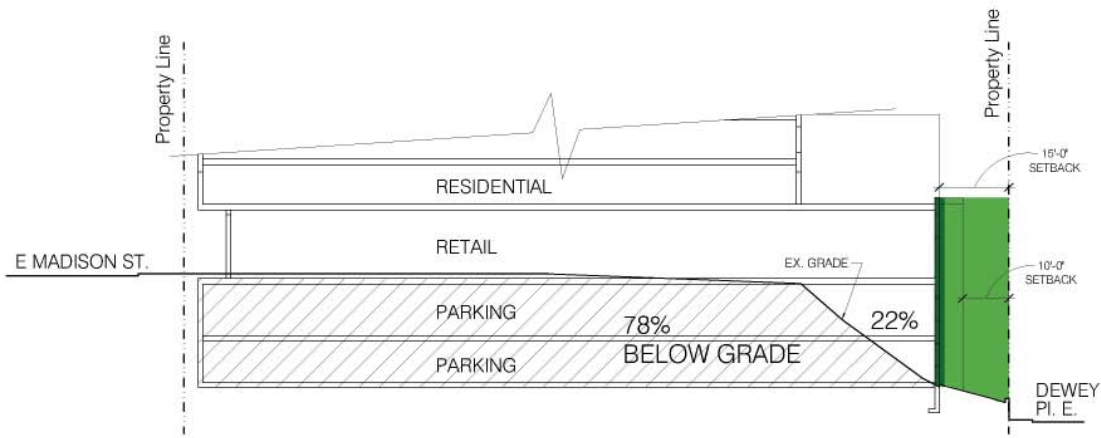 Property Line
Property Line
15'-0"
SETBACK
RESIDENTIAL
RETAIL
E MADISON ST.
EX. GRADE
10'-0"
SETBACK
PARKING
78%
22%
BELOW GRADE
PARKING
DEWEY
Pl. E.